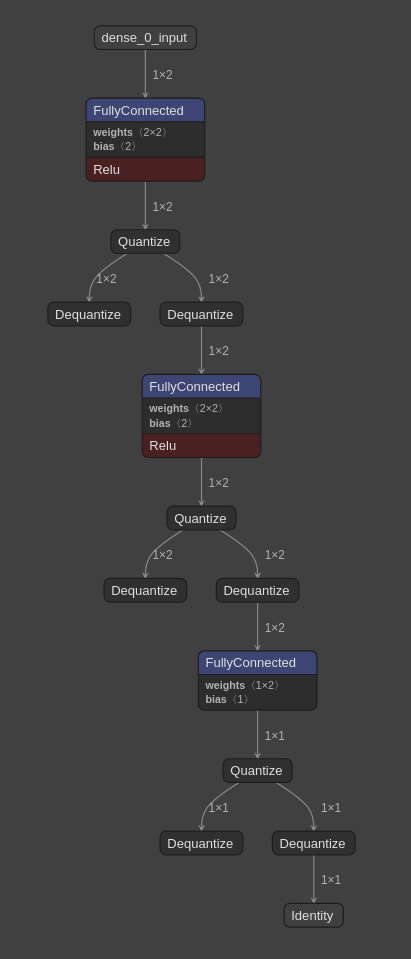 dense_0_input
1×2
FullyConnected
weights 〈2×2〉
bias 〈2〉
Relu
1×2
Quantize
1×2 1×2
Dequantize Dequantize
1×2
FullyConnected
weights 〈2×2〉
bias 〈2〉
Relu
1×2
Quantize
1×2 1×2
Dequantize Dequantize
1×2
FullyConnected
weights 〈1×2〉
bias 〈1〉
1×1
Quantize
1×1 1×1
Dequantize Dequantize
1×1
Identity